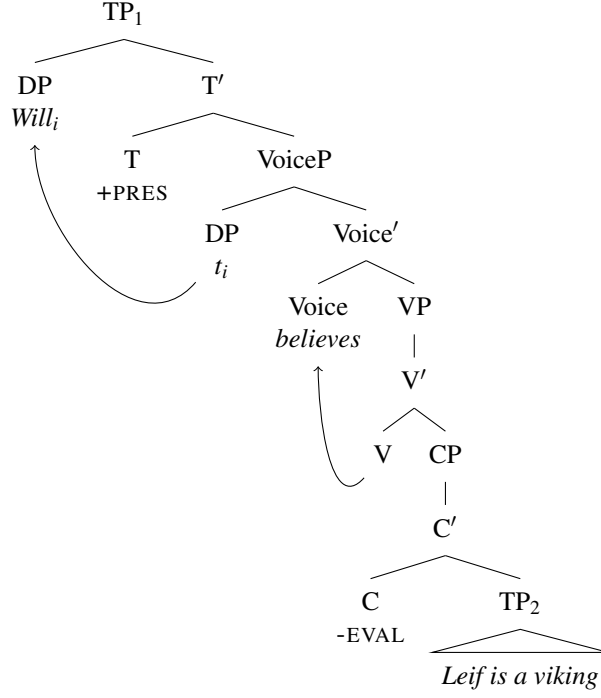 TP₁
DP T′
Willᵢ
T VoiceP
+PRES
DP Voice′
tᵢ
Voice VP
believes
V′
V CP
C′
C TP₂
-EVAL
Leif is a viking